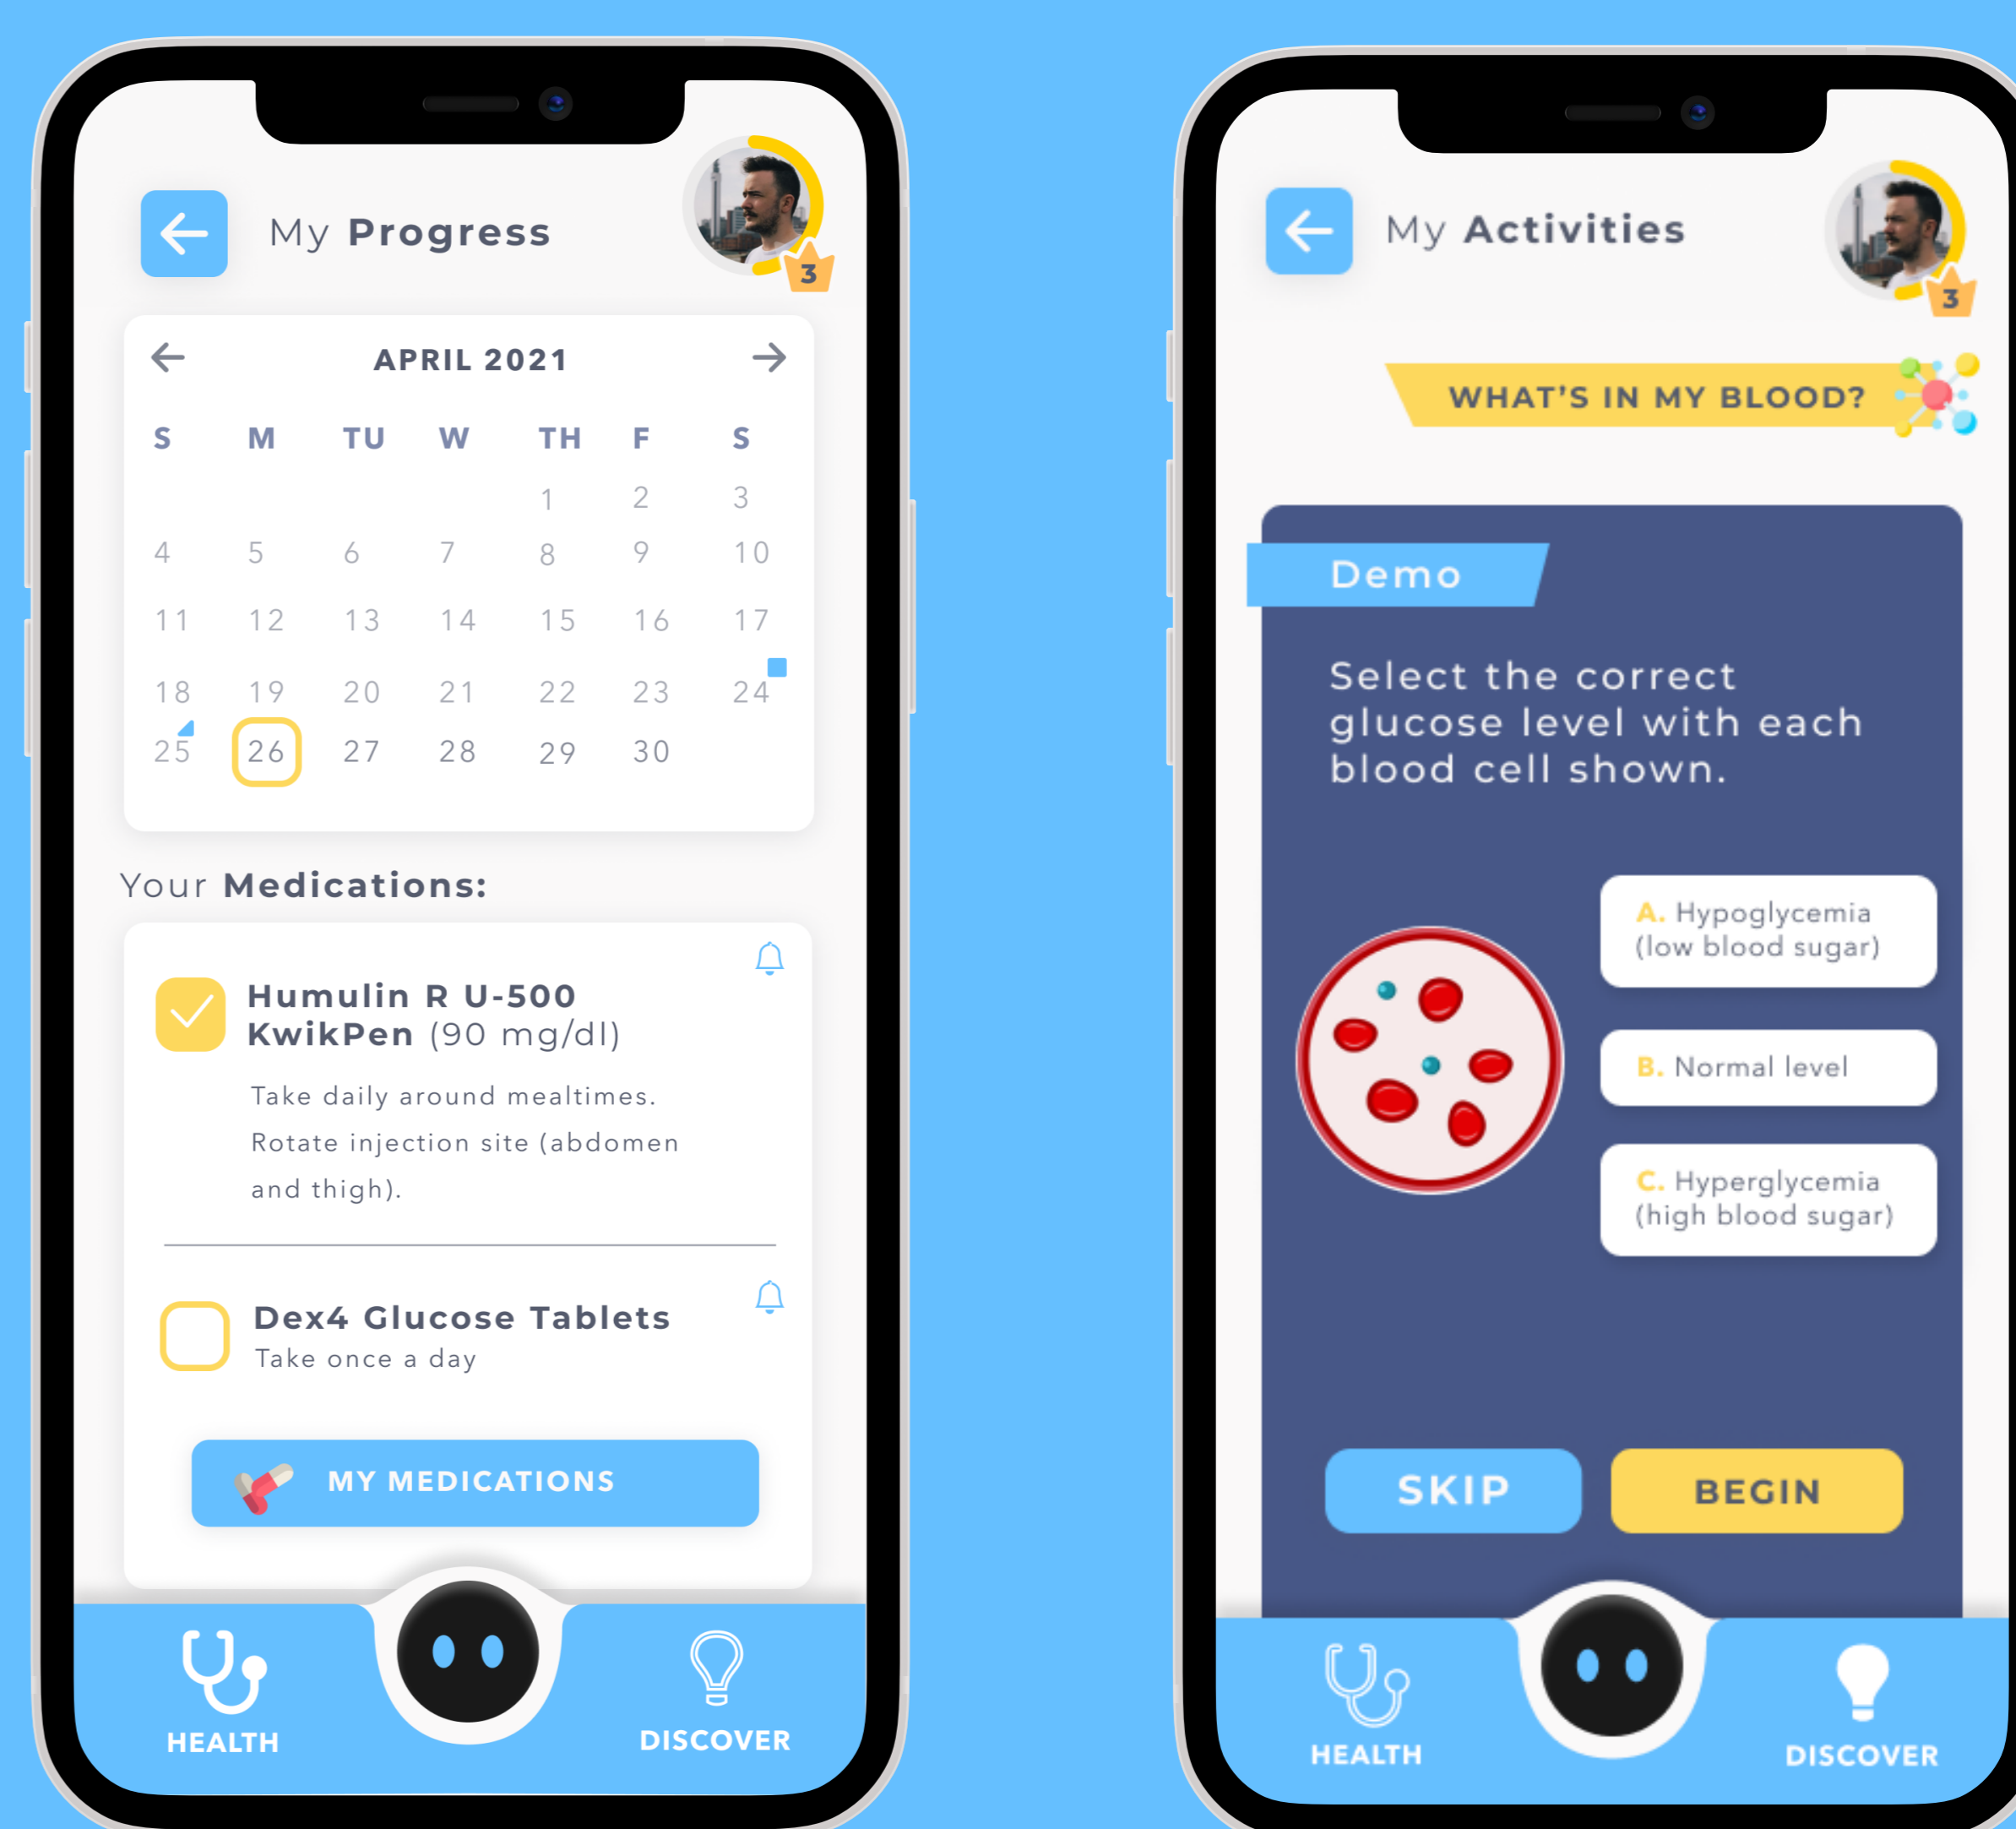 My Progress
3
APRIL 2021
S M TU W TH F S
1 2 3
4 5 6 7 8 9 10
11 12 13 14 15 16 17
18 19 20 21 22 23 24
25 26 27 28 29 30
Your Medications:
Humulin R U-500
KwikPen (90 mg/dl)
Take daily around mealtimes.
Rotate injection site (abdomen
and thigh).
Dex4 Glucose Tablets
Take once a day
MY MEDICATIONS
HEALTH
DISCOVER
My Activities
3
WHAT'S IN MY BLOOD?
Demo
Select the correct
glucose level with each
blood cell shown.
A. Hypoglycemia
(low blood sugar)
B. Normal level
C. Hyperglycemia
(high blood sugar)
SKIP
BEGIN
HEALTH
DISCOVER